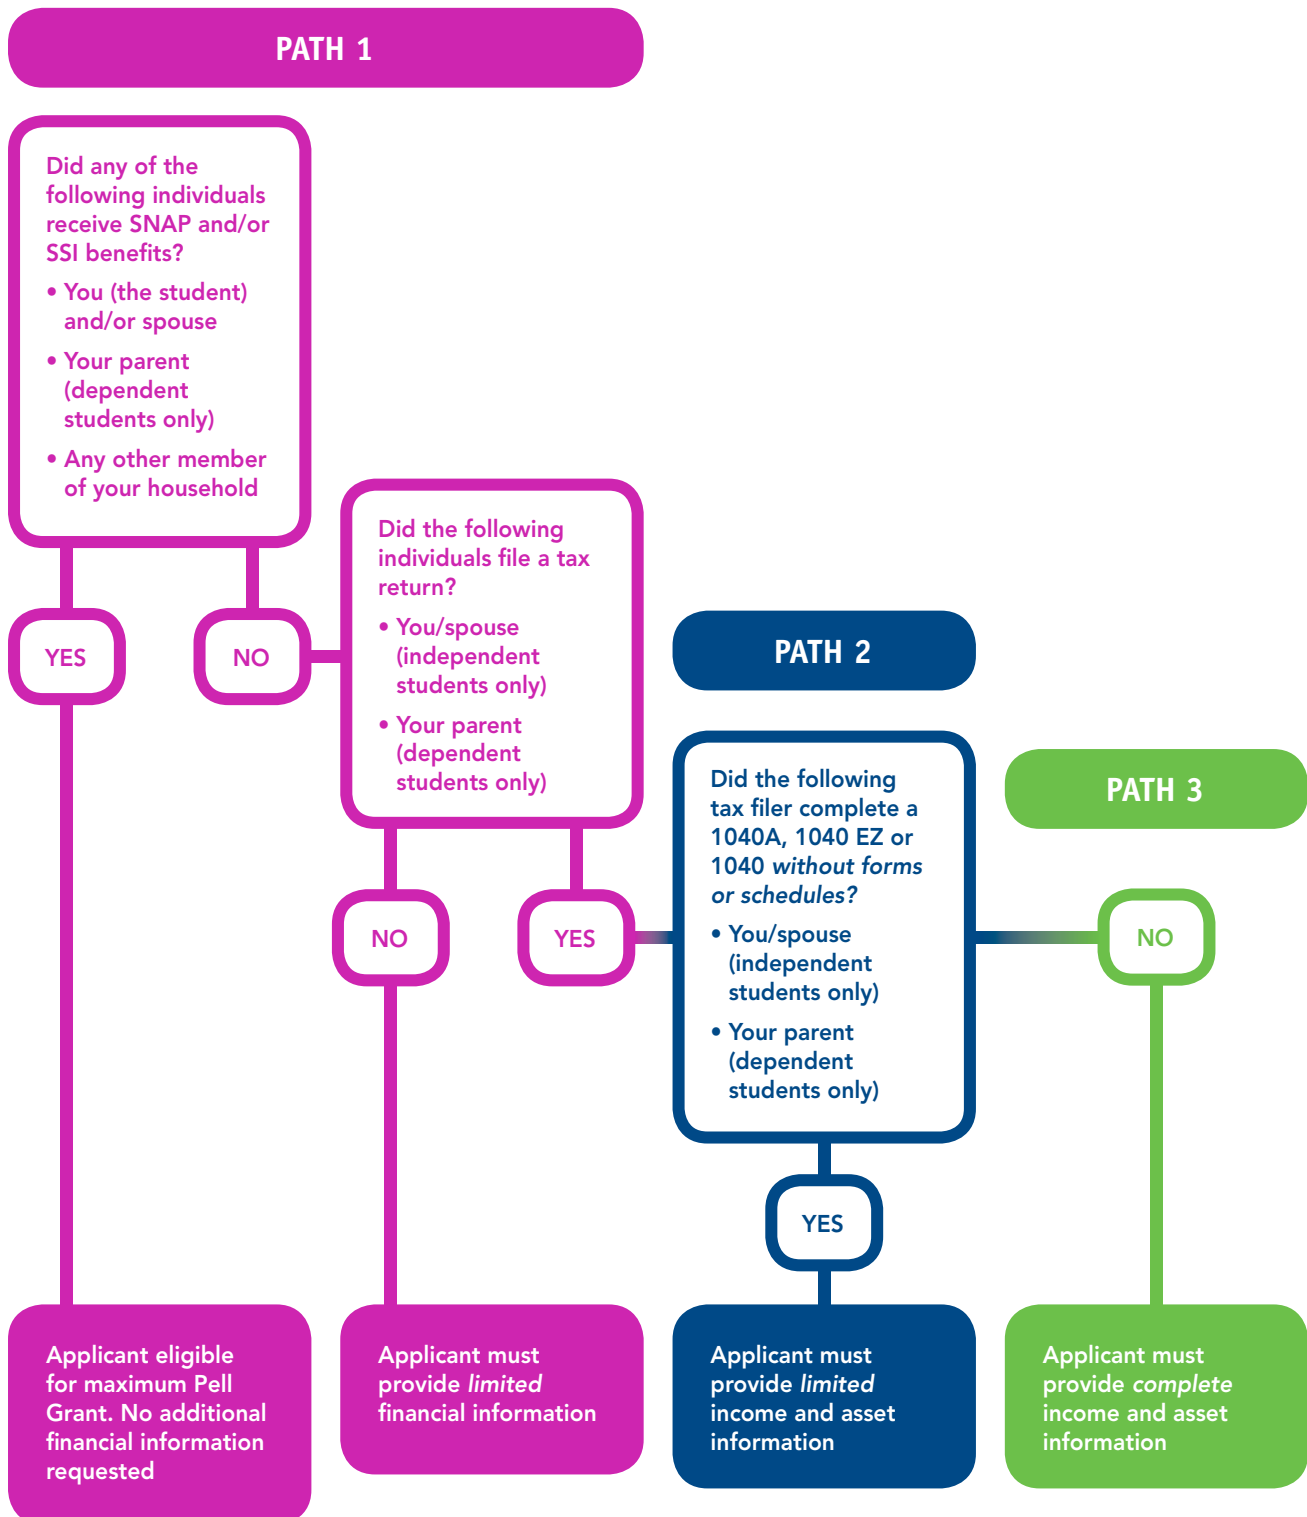 PATH 1
Did any of the
following individuals
receive SNAP and/or
SSI benefits?
• You (the student)
and/or spouse
• Your parent
(dependent
students only)
• Any other member
of your household
YES
NO
Did the following
individuals file a tax
return?
• You/spouse
(independent
students only)
• Your parent
(dependent
students only)
NO
YES
PATH 2
Did the following
tax filer complete a
1040A, 1040 EZ or
1040 without forms
or schedules?
• You/spouse
(independent
students only)
• Your parent
(dependent
students only)
YES
PATH 3
NO
Applicant eligible
for maximum Pell
Grant. No additional
financial information
requested
Applicant must
provide limited
financial information
Applicant must
provide limited
income and asset
information
Applicant must
provide complete
income and asset
information